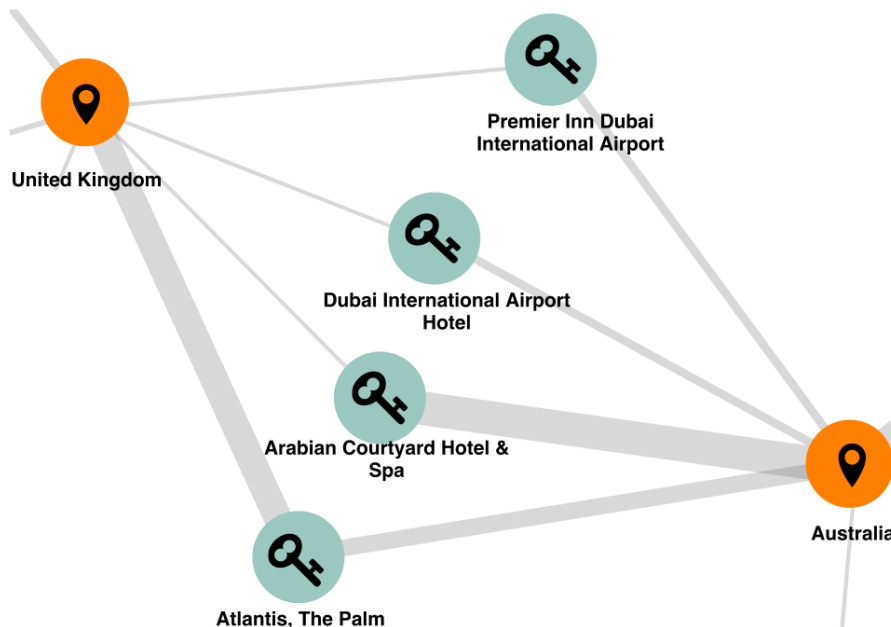 Premier Inn Dubai
International Airport
United Kingdom
Dubai International Airport
Hotel
Arabian Courtyard Hotel &
Spa
Australia
Atlantis, The Palm